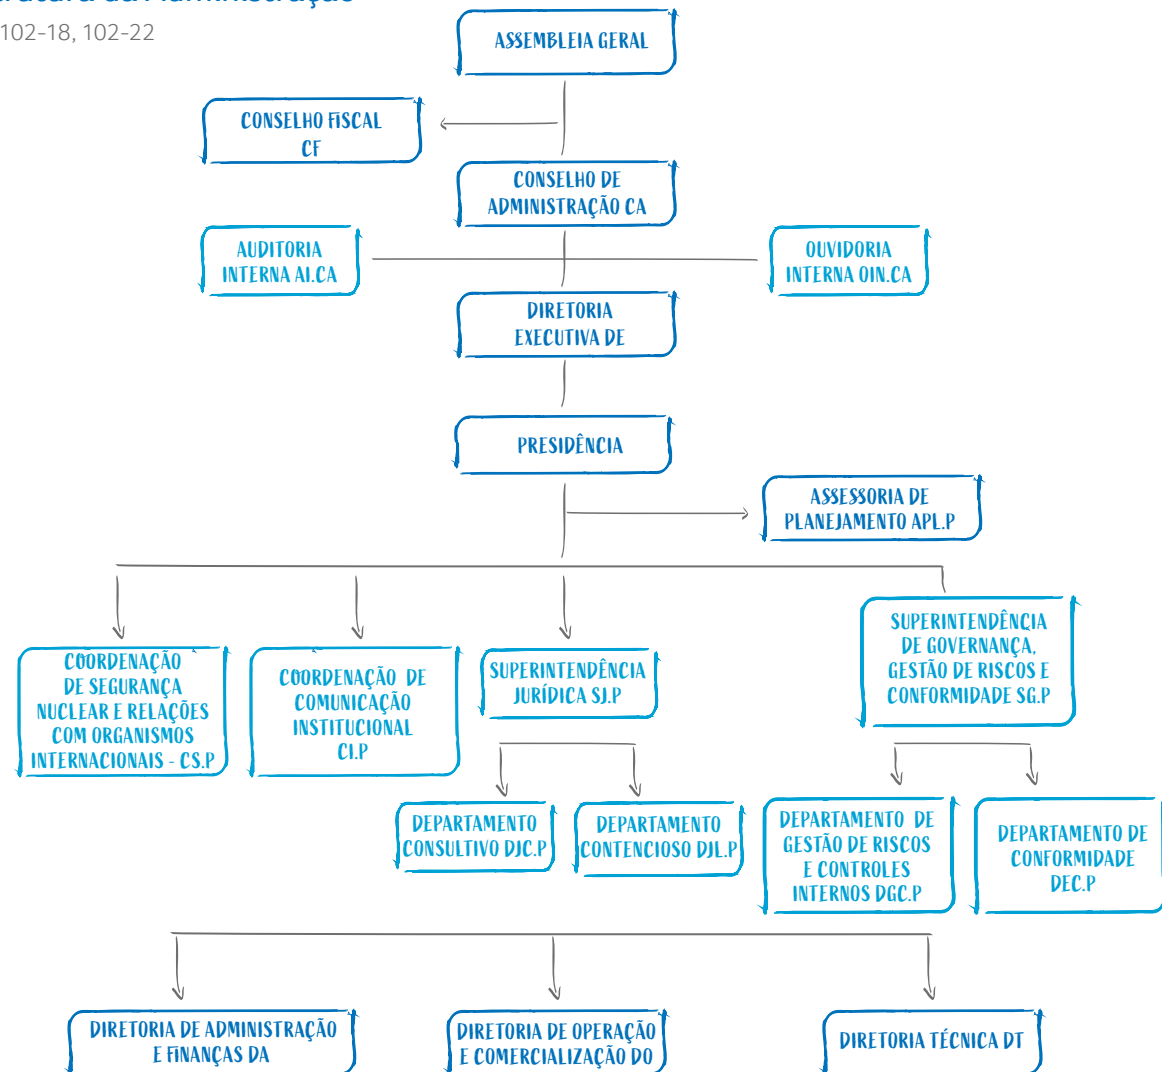 Administração
102-18, 102-22
ASSEMBLEIA GERAL
CONSELHO FISCAL
CF
CONSELHO DE
ADMINISTRAÇÃO CA
AUDITORIA
INTERNA AI.CA
OUVIDORIA
INTERNA OIN.CA
DIRETORIA
EXECUTIVA DE
PRESIDÊNCIA
ASSESSORIA DE
PLANEJAMENTO APL.P
COORDENAÇÃO
DE SEGURANÇA
NUCLEAR E RELAÇÕES
COM ORGANISMOS
INTERNACIONAIS - CS.P
COORDENAÇÃO DE
COMUNICAÇÃO
INSTITUCIONAL
CI.P
SUPERINTENDÊNCIA
JURÍDICA SJ.P
SUPERINTENDÊNCIA
DE GOVERNANÇA,
GESTÃO DE RISCOS E
CONFORMIDADE SG.P
DEPARTAMENTO
CONSULTIVO DJC.P
DEPARTAMENTO
CONTENCIOSO DJL.P
DEPARTAMENTO DE
GESTÃO DE RISCOS
E CONTROLES
INTERNOS DGC.P
DEPARTAMENTO DE
CONFORMIDADE
DEC.P
DIRETORIA DE ADMINISTRAÇÃO
E FINANÇAS DA
DIRETORIA DE OPERAÇÃO
E COMERCIALIZAÇÃO DO
DIRETORIA TÉCNICA DT